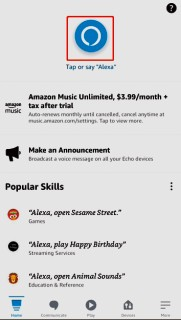 ?
Tap or say "Alexa"
amazon music
Amazon Music Unlimited, $3.99/month + tax after trial
Auto-renews monthly until cancelled, cancel anytime at
music.amazon.com/settings. Tap to view more.
Make an Announcement
Broadcast a voice message on all your Echo devices
Popular Skills
"Alexa, open Sesame Street."
Games
"Alexa, play Happy Birthday"
Streaming Services
"Alexa, open Animal Sounds"
Education & Reference
Home Communicate Play Devices More